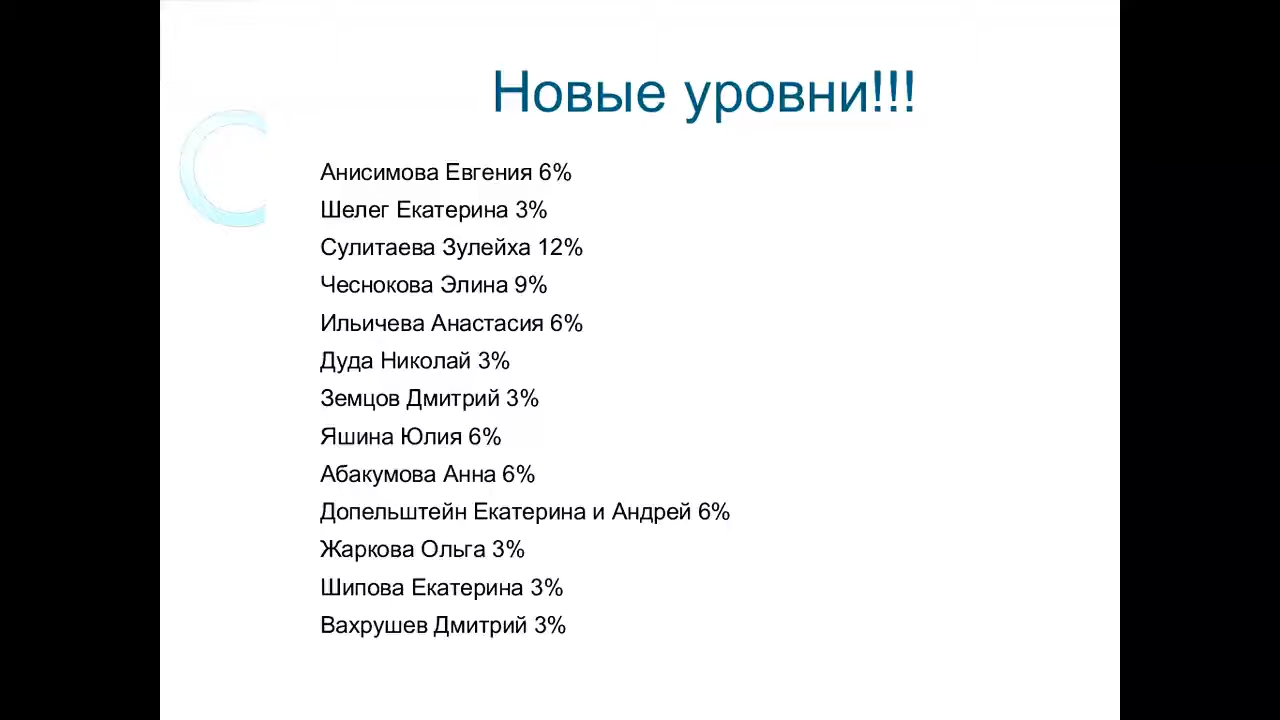 Новые уровни!!!
Анисимова Евгения 6%
Шелег Екатерина 3%
Сулитаева Зулейха 12%
Чеснокова Элина 9%
Ильичева Анастасия 6%
Дуда Николай 3%
Земцов Дмитрий 3%
Яшина Юлия 6%
Абакумова Анна 6%
Допельштейн Екатерина и Андрей 6%
Жаркова Ольга 3%
Шипова Екатерина 3%
Вахрушев Дмитрий 3%